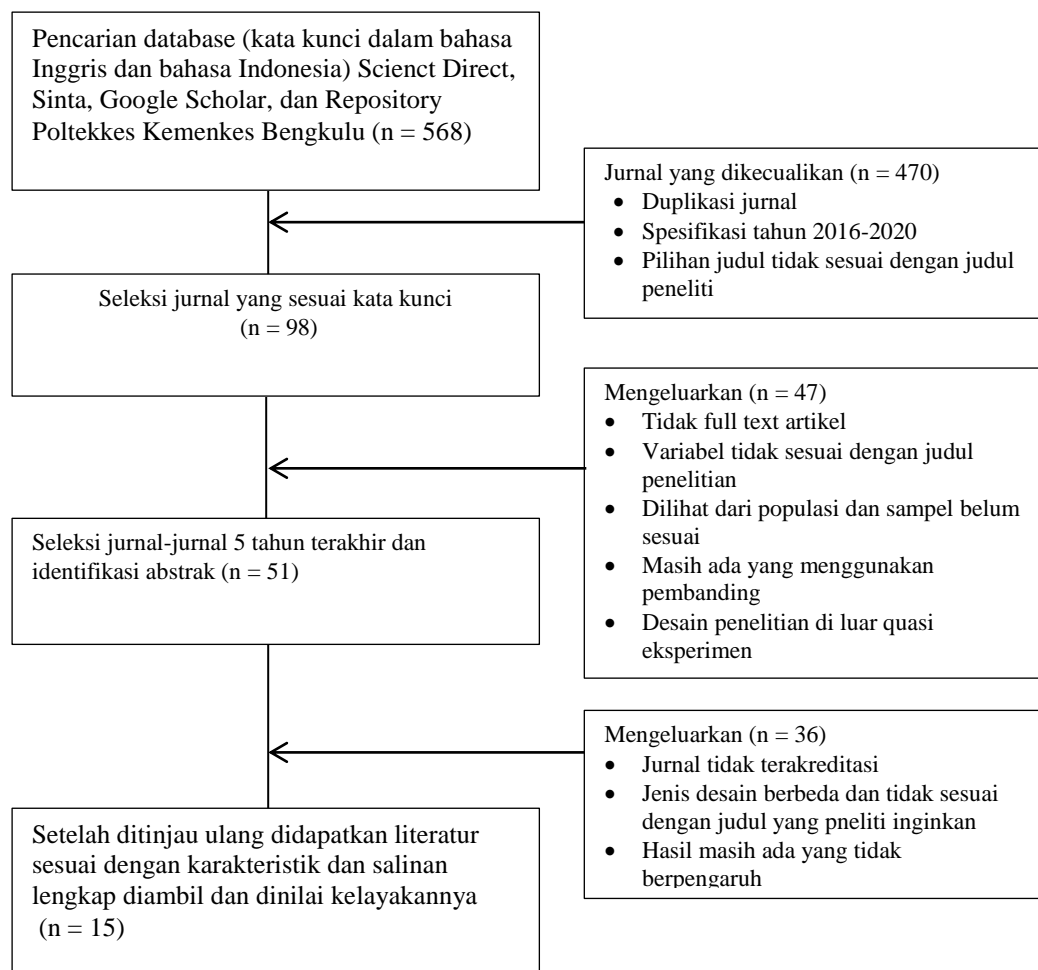 Pencarian database (kata kunci dalam bahasa
Inggris dan bahasa Indonesia) Scienct Direct,
Sinta, Google Scholar, dan Repository
Poltekkes Kemenkes Bengkulu (n = 568)
Jurnal yang dikecualikan (n = 470)
• Duplikasi jurnal
• Spesifikasi tahun 2016-2020
• Pilihan judul tidak sesuai dengan judul
peneliti
Seleksi jurnal yang sesuai kata kunci
(n = 98)
Mengeluarkan (n = 47)
• Tidak full text artikel
• Variabel tidak sesuai dengan judul
penelitian
• Dilihat dari populasi dan sampel belum
sesuai
• Masih ada yang menggunakan
pembanding
• Desain penelitian di luar quasi
eksperimen
Seleksi jurnal-jurnal 5 tahun terakhir dan
identifikasi abstrak (n = 51)
Mengeluarkan (n = 36)
• Jurnal tidak terakreditasi
• Jenis desain berbeda dan tidak sesuai
dengan judul yang pneliti inginkan
• Hasil masih ada yang tidak
berpengaruh
Setelah ditinjau ulang didapatkan literatur
sesuai dengan karakteristik dan salinan
lengkap diambil dan dinilai kelayakannya
(n = 15)